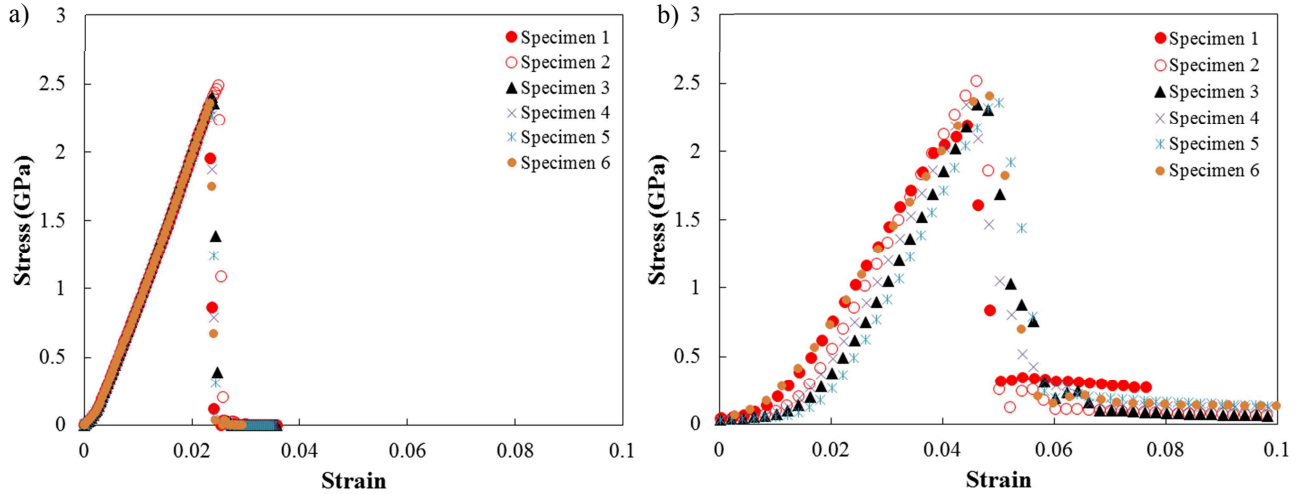 a)
3
2.5
2
1.5
1
0.5
0
Stress (GPa)
0
0.02
0.04
0.06
0.08
0.1
Strain
Specimen 1
Specimen 2
Specimen 3
Specimen 4
Specimen 5
Specimen 6
b)
3
2.5
2
1.5
1
0.5
0
Stress (GPa)
0
0.02
0.04
0.06
0.08
0.1
Strain
Specimen 1
Specimen 2
Specimen 3
Specimen 4
Specimen 5
Specimen 6